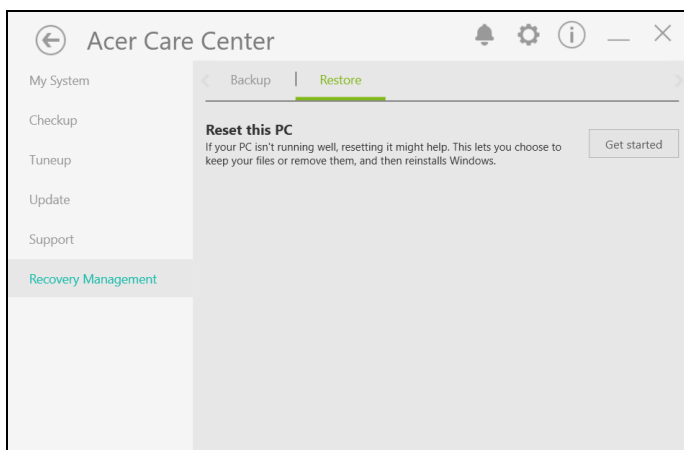 Acer Care Center
My System
Checkup
Tuneup
Update
Support
Recovery Management
Backup | Restore
Reset this PC
If your PC isn't running well, resetting it might help. This lets you choose to
keep your files or remove them, and then reinstalls Windows.
Get started